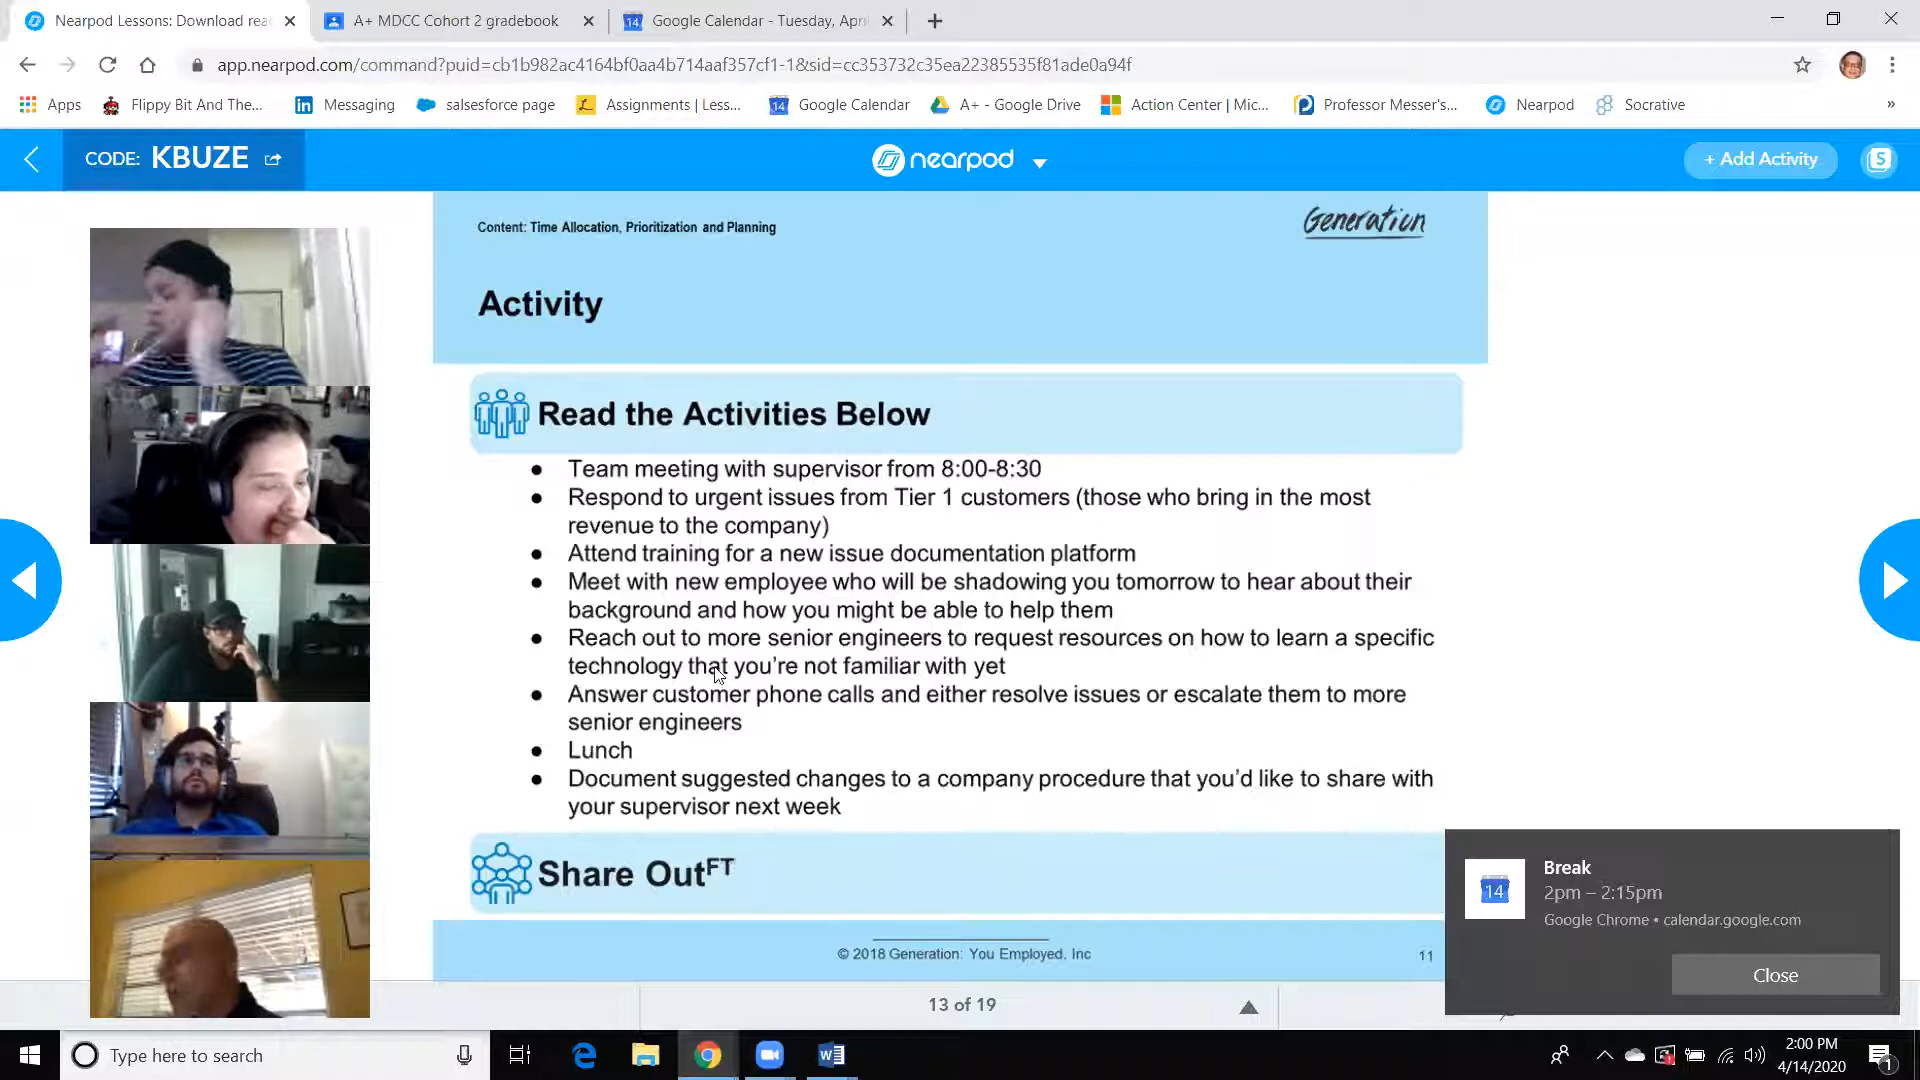 Nearpod Lessons: Download rea
A+ MDCC Cohort 2 gradebook
Google Calendar - Tuesday, Apri
app.nearpod.com/command?puid=cb1b982ac4164bf0aa4b714aaf357cf1-1&sid=cc353732c35ea22385535f81ade0a94f
Apps
Flippy Bit And The...
Messaging
salsesforce page
Assignments | Less...
14
Google Calendar
A+ - Google Drive
Action Center | Mic...
Professor Messer's...
Nearpod
Socrative
»
CODE: KBUZE
nearpod
+ Add Activity
S
Content: Time Allocation, Prioritization and Planning
Generation
Activity
Read the Activities Below
● Team meeting with supervisor from 8:00-8:30
● Respond to urgent issues from Tier 1 customers (those who bring in the most
revenue to the company)
● Attend training for a new issue documentation platform
● Meet with new employee who will be shadowing you tomorrow to hear about their
background and how you might be able to help them
● Reach out to more senior engineers to request resources on how to learn a specific
technology that you're not familiar with yet
● Answer customer phone calls and either resolve issues or escalate them to more
senior engineers
● Lunch
● Document suggested changes to a company procedure that you'd like to share with
your supervisor next week
Share OutFT
© 2018 Generation: You Employed, Inc
11
13 of 19
14
Break
2pm – 2:15pm
Google Chrome • calendar.google.com
Close
Type here to search
2:00 PM
4/14/2020
1